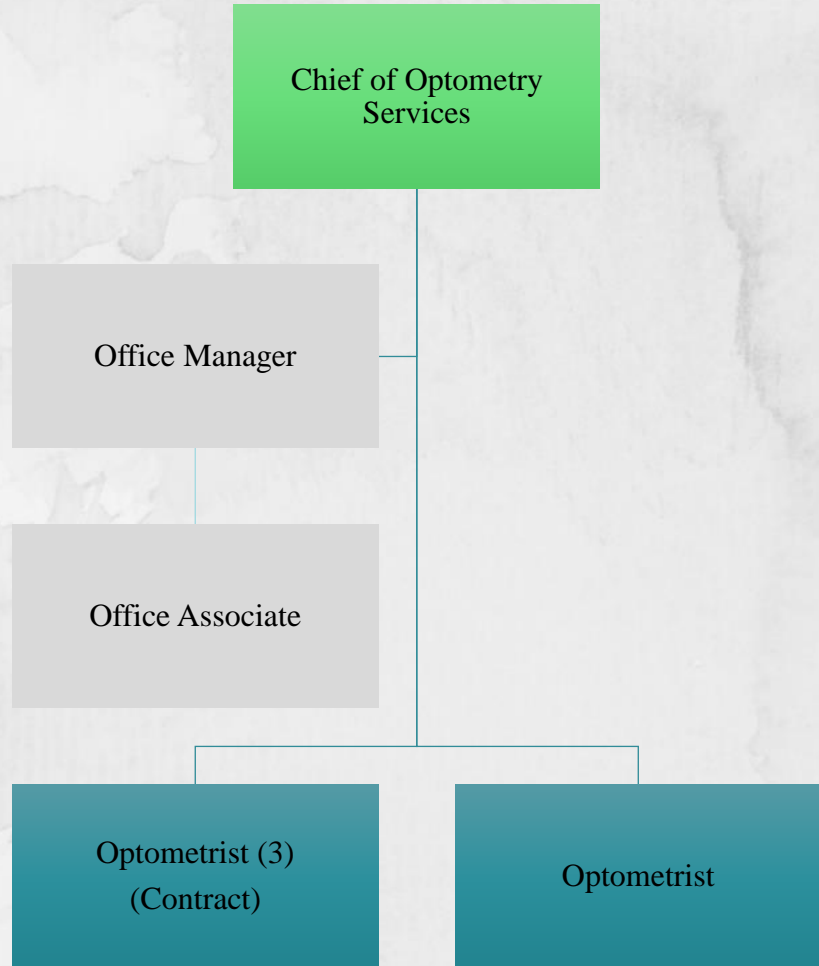 Chief of Optometry
Services
Office Manager
Office Associate
Optometrist (3)
(Contract)
Optometrist